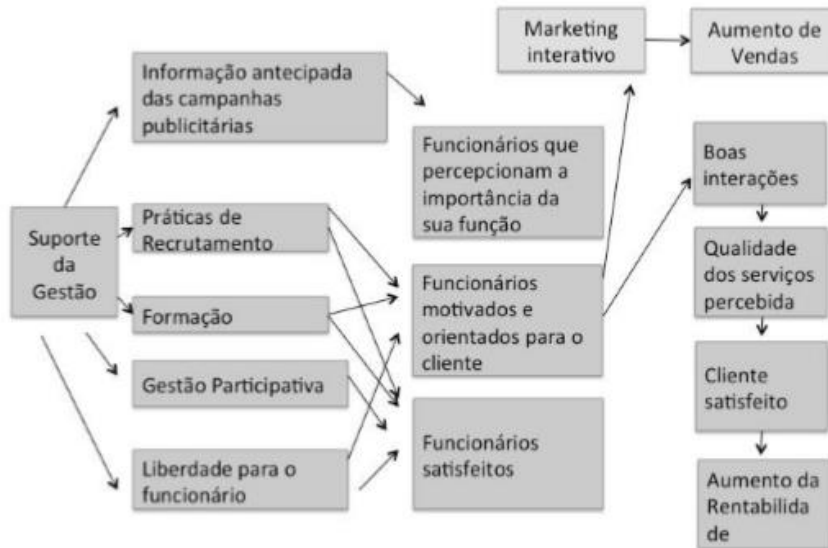 Marketing
interativo
Aumento de
Vendas
Informação antecipada
das campanhas
publicitárias
Funcionários que
percepcionam a
importância da
sua função
Boas
interações
Suporte
da
Gestão
Práticas de
Recrutamento
Qualidade
dos serviços
percebida
Formação
Funcionários
motivados e
orientados para o
cliente
Gestão Participativa
Cliente
satisfeito
Liberdade para o
funcionário
Funcionários
satisfeitos
Aumento da
Rentabilida
de